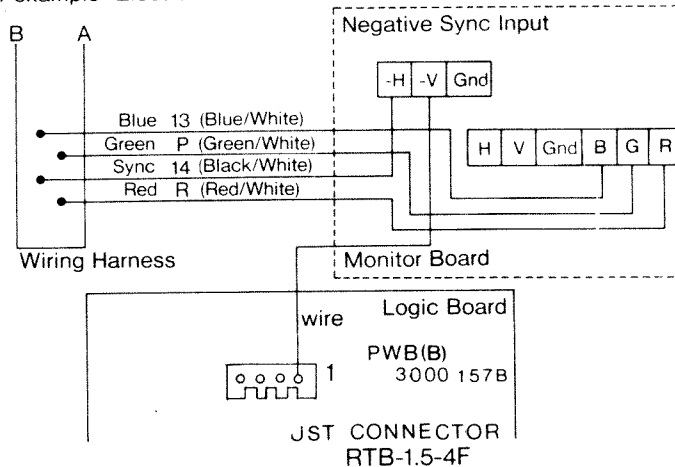 example
B A
Negative Sync Input
-H -V Gnd
Blue 13 (Blue/White)
Green P (Green/White)
Sync 14 (Black/White)
Red R (Red/White)
H V Gnd B G R
Wiring Harness
Monitor Board
wire
Logic Board
PWB(B)
3000 157B
1
JST CONNECTOR
RTB-1.5-4F